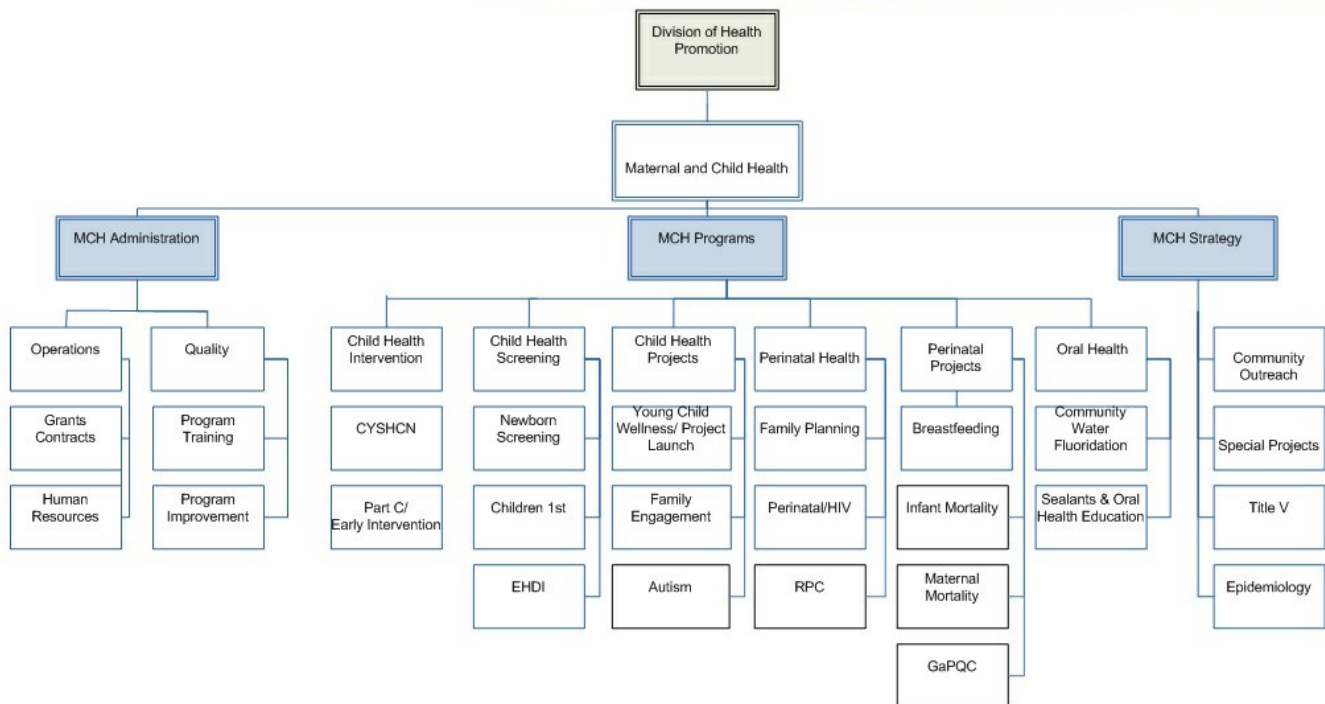 Division of Health
Promotion
Maternal and Child Health
MCH Administration
MCH Programs
MCH Strategy
Operations
Grants
Contracts
Human
Resources
Quality
Program
Training
Program
Improvement
Child Health
Intervention
CYSHCN
Part C/
Early Intervention
Child Health
Screening
Newborn
Screening
Children 1st
EHDI
Child Health
Projects
Young Child
Wellness/ Project
Launch
Family
Engagement
Autism
Perinatal Health
Family Planning
Perinatal/HIV
RPC
Perinatal
Projects
Breastfeeding
Infant Mortality
Maternal
Mortality
GaPQC
Oral Health
Community
Water
Fluoridation
Sealants & Oral
Health Education
Community
Outreach
Special Projects
Title V
Epidemiology